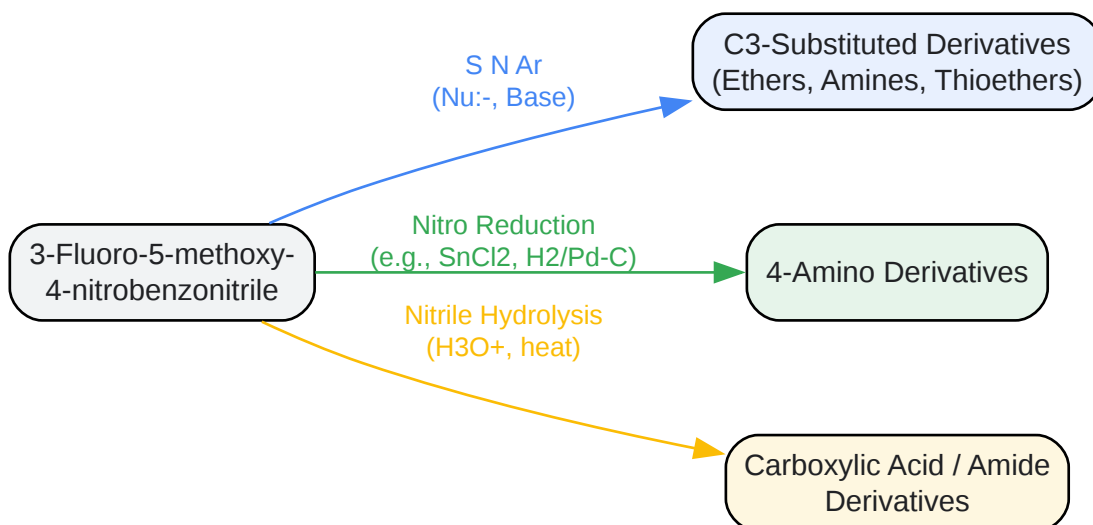 C3-Substituted Derivatives
(Ethers, Amines, Thioethers)
S N Ar
(Nu:-, Base)
3-Fluoro-5-methoxy-
4-nitrobenzonitrile
Nitro Reduction
(e.g., SnCl2, H2/Pd-C)
4-Amino Derivatives
Nitrile Hydrolysis
(H3O+, heat)
Carboxylic Acid / Amide
Derivatives